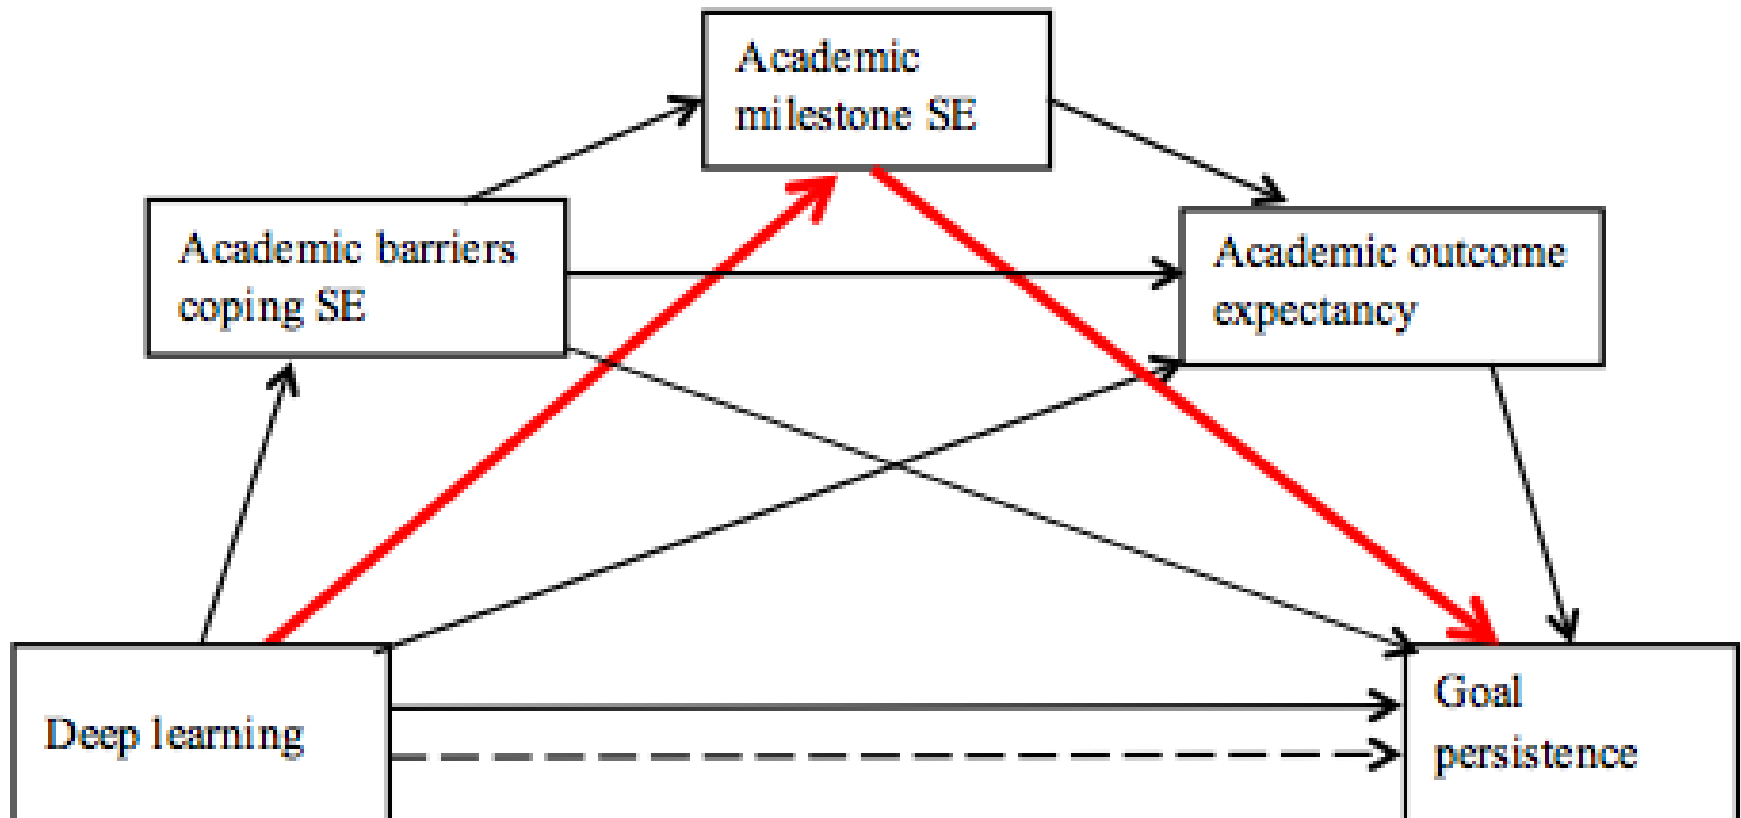 Academic
milestone SE
Academic barriers
coping SE
Academic outcome
expectancy
Deep learning
Goal
persistence